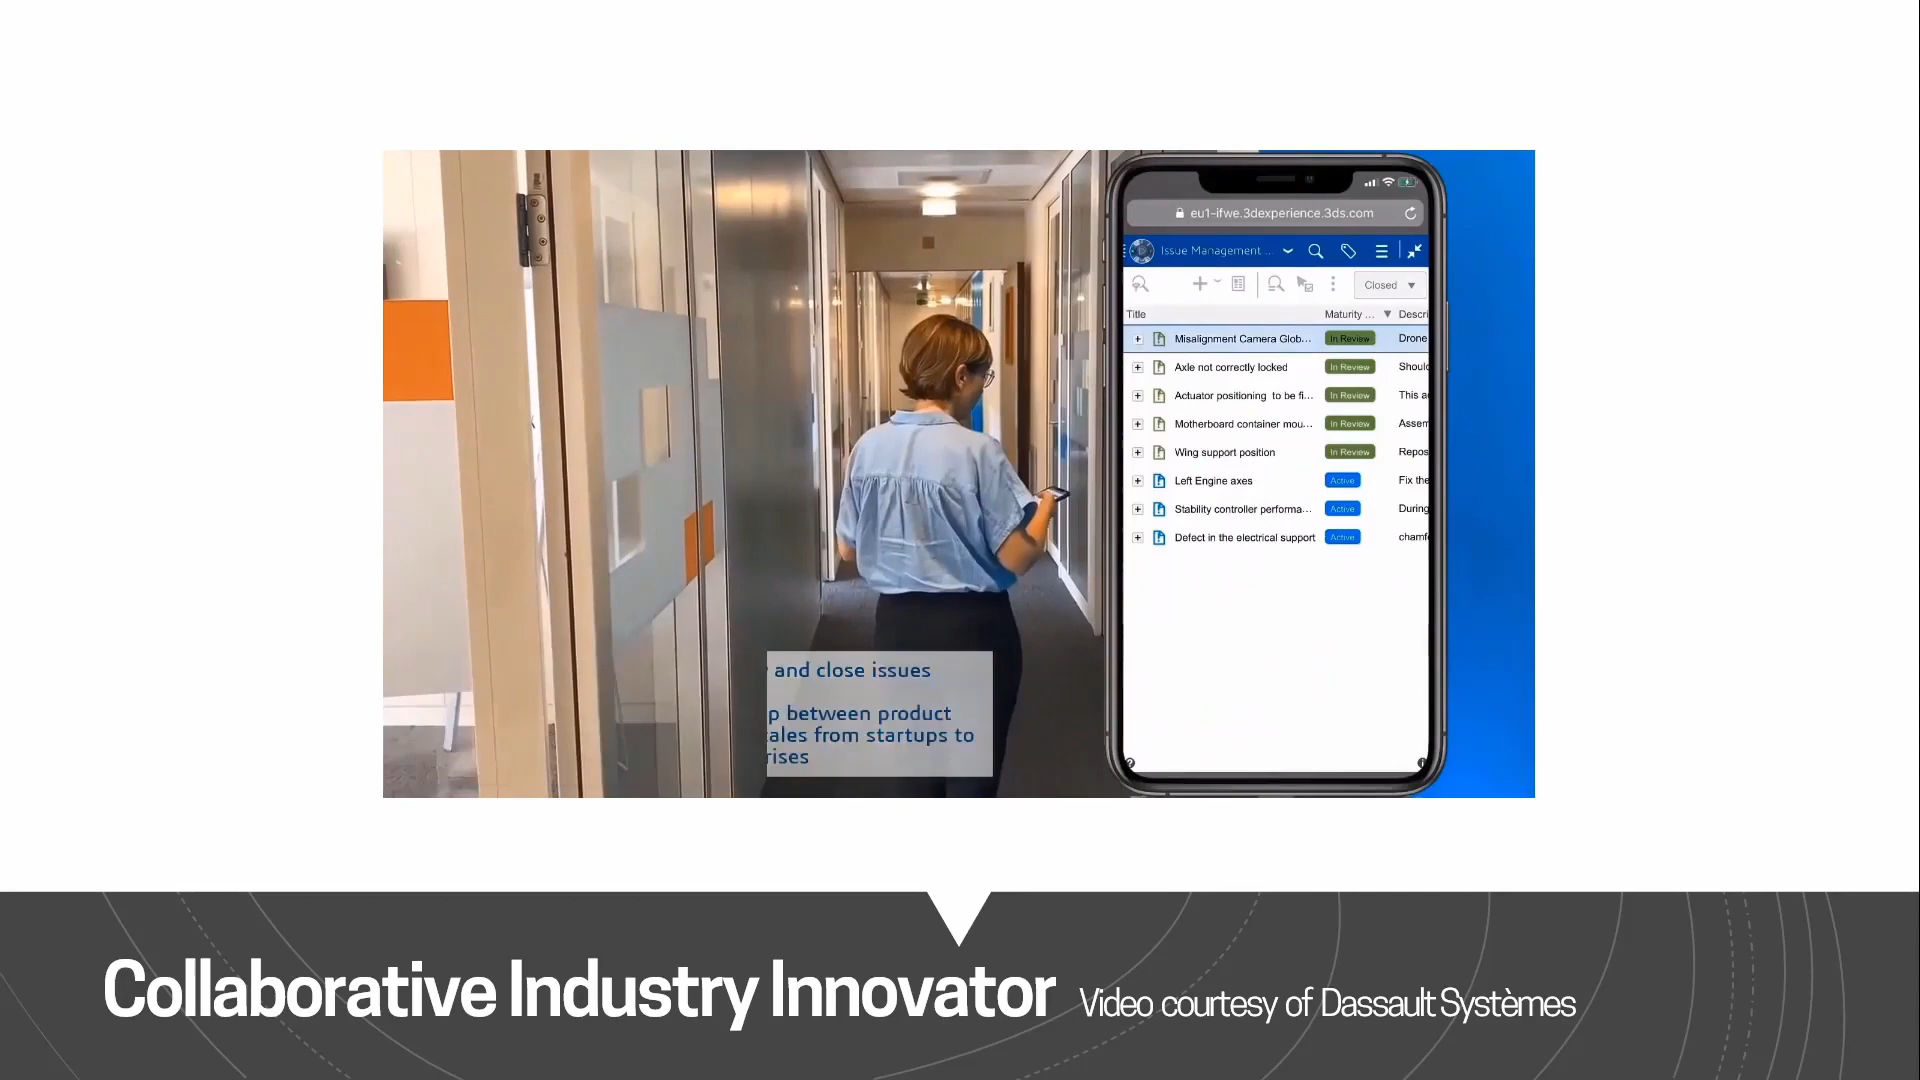 eu1-ifwe.3dexperience.3ds.com
Issue Management ...
Closed
Title Maturity ... Descri
Misalignment Camera Glob... In Review Drone
Axle not correctly locked In Review Shoul
Actuator positioning to be fi... In Review This a
Motherboard container mou... In Review Assem
Wing support position In Review Repos
Left Engine axes Active Fix the
Stability controller performa... Active During
Defect in the electrical support Active chamf
and close issues
p between product
ales from startups to
rises
Collaborative Industry Innovator Video courtesy of Dassault Systèmes